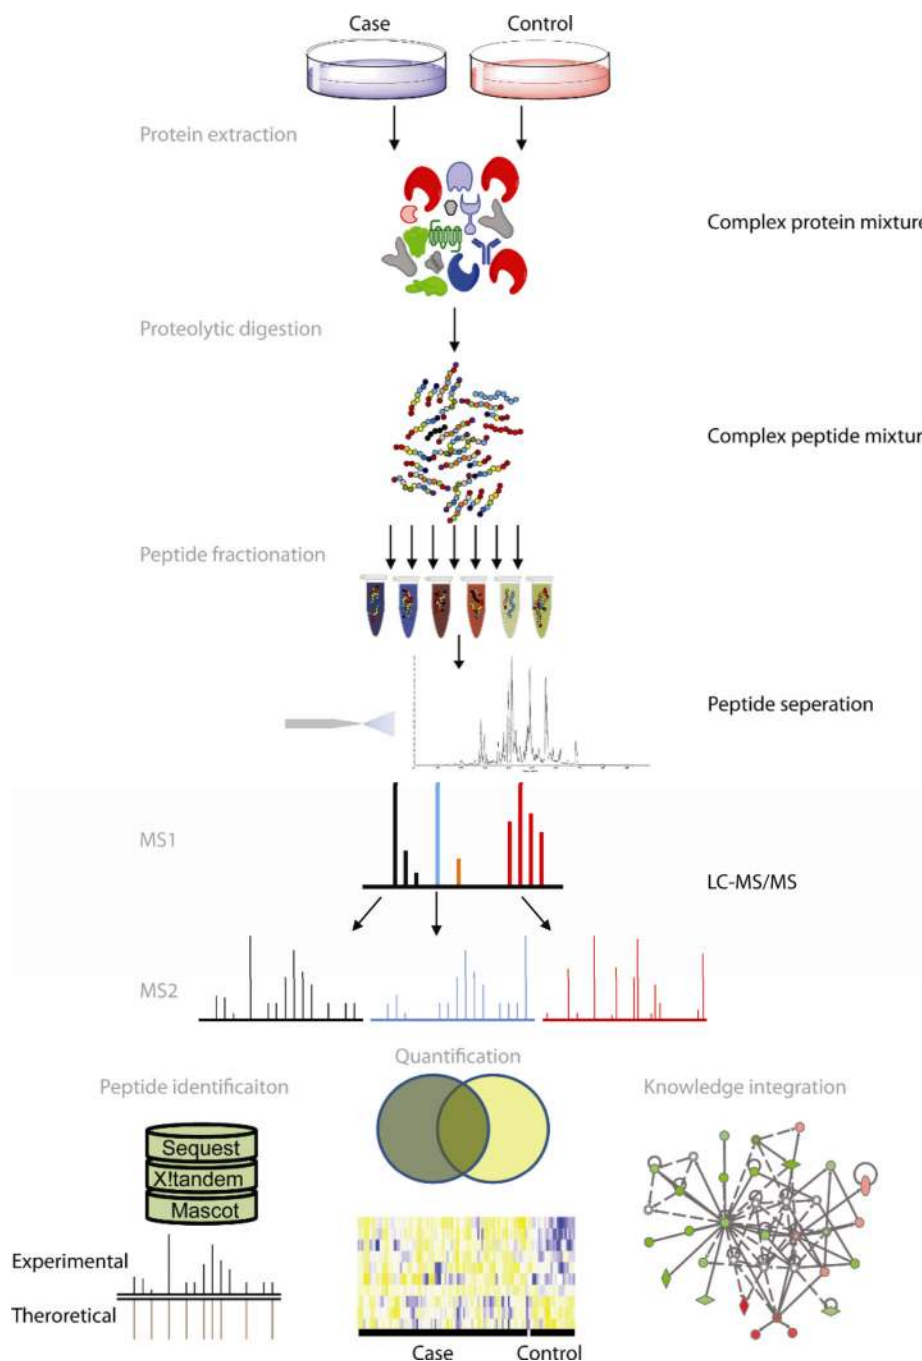 Case
Control
Protein extraction
Complex protein mixture
Proteolytic digestion
Complex peptide mixture
Peptide fractionation
Peptide seperation
MS1
LC-MS/MS
MS2
Quantification
Peptide identificaiton
Knowledge integration
Sequest
X!tandem
Mascot
Experimental
Theroretical
Case
Control